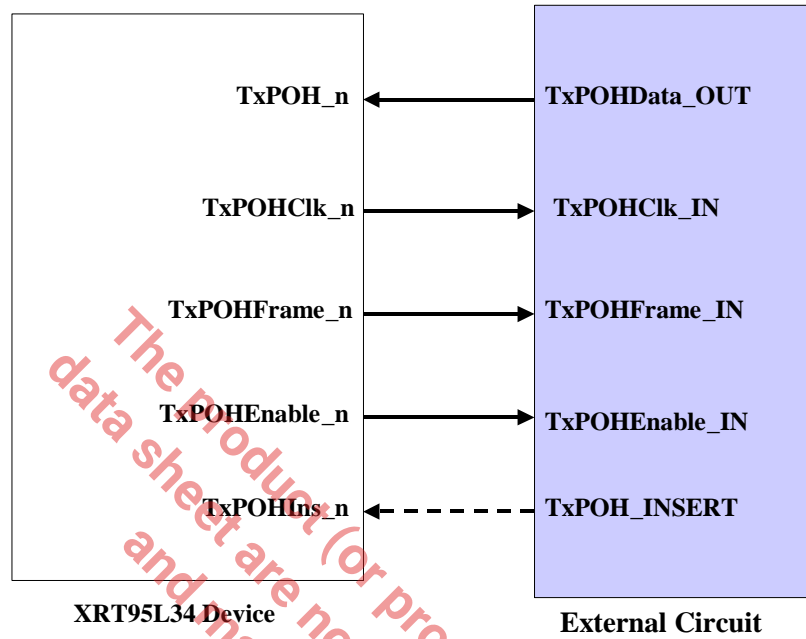 TxPOH_n
TxPOHData_OUT
TxPOHClk_n
TxPOHClk_IN
TxPOHFrame_n
TxPOHFrame_IN
TxPOHEnable_n
TxPOHEnable_IN
TxPOHIns_n
TxPOH_INSERT
XRT95L34 Device
External Circuit
The product (or pro
data sheet are no
and m